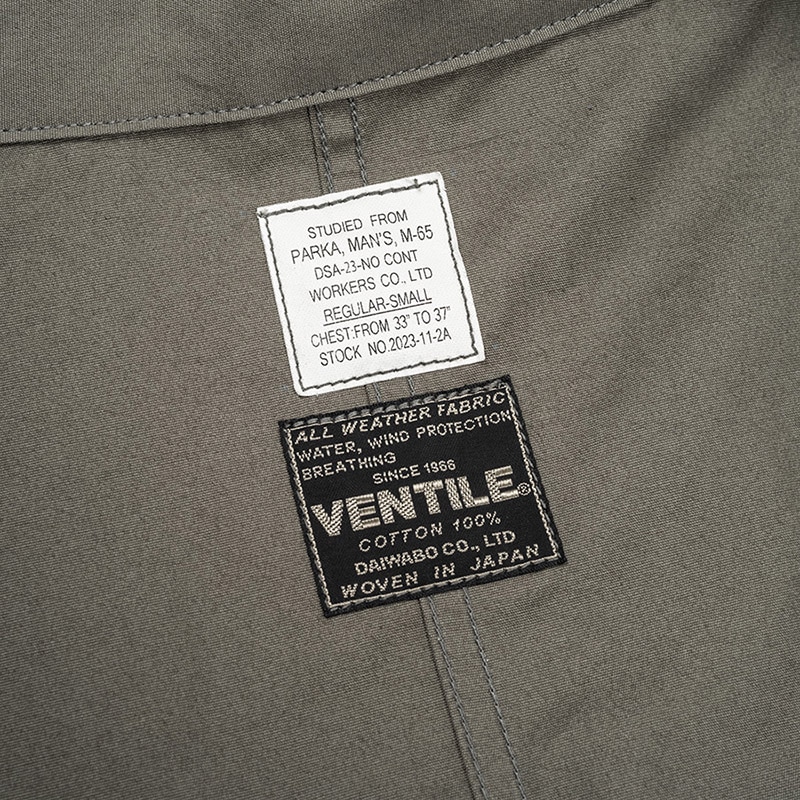 STUDIED FROM
PARKA, MAN'S, M-65
DSA-23-NO CONT
WORKERS CO., LTD
REGULAR-SMALL
CHEST:FROM 33" TO 37"
STOCK NO.2023-11-2A
ALL WEATHER FABRIC
WATER, WIND PROTECTION
BREATHING
SINCE 1966
VENTILE®
COTTON 100%
DAIWABO CO., LTD
WOVEN IN JAPAN